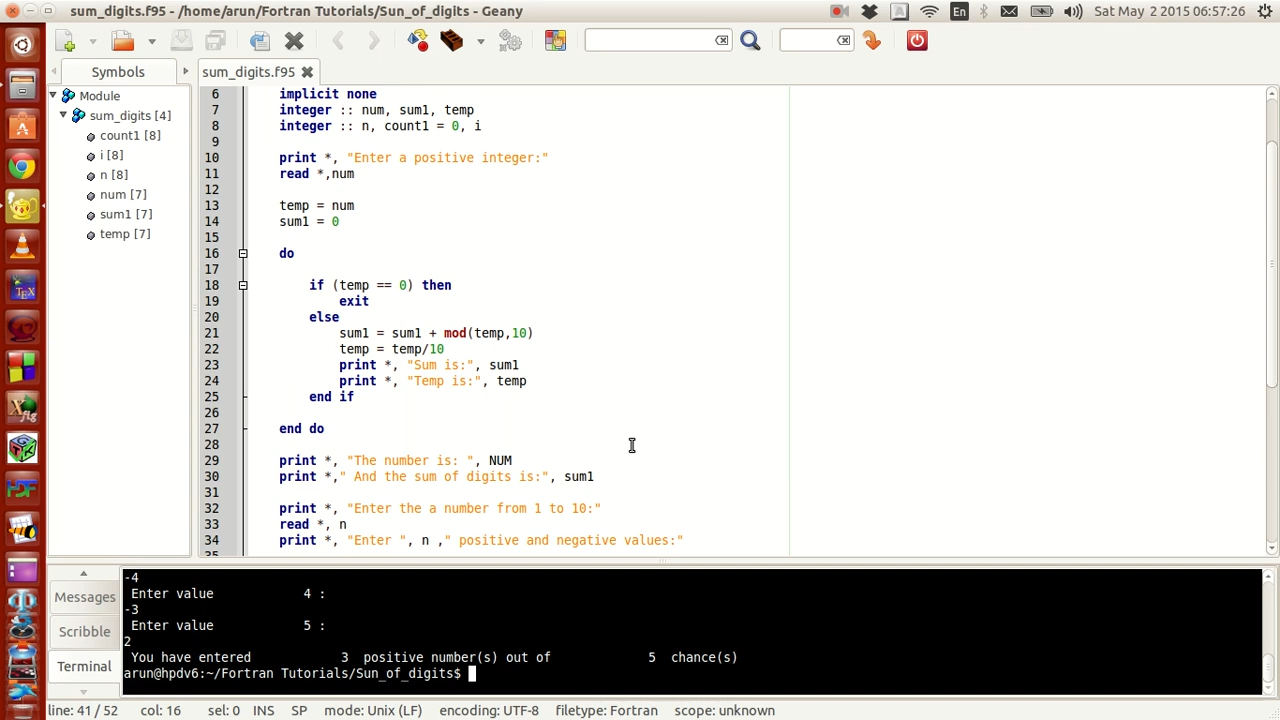 sum_digits.f95 - /home/arun/Fortran Tutorials/Sun_of_digits - Geany
En
Sat May 2 2015 06:57:26
Symbols
sum_digits.f95
Module
sum_digits [4]
count1 [8]
i [8]
n [8]
num [7]
sum1 [7]
temp [7]
6 implicit none
7 integer :: num, sum1, temp
8 integer :: n, count1 = 0, i
9
10 print *, "Enter a positive integer:"
11 read *,num
12
13 temp = num
14 sum1 = 0
15
16 do
17
18 if (temp == 0) then
19 exit
20 else
21 sum1 = sum1 + mod(temp,10)
22 temp = temp/10
23 print *, "Sum is:", sum1
24 print *, "Temp is:", temp
25 end if
26
27 end do
28
29 print *, "The number is: ", NUM
30 print *," And the sum of digits is:", sum1
31
32 print *, "Enter the a number from 1 to 10:"
33 read *, n
34 print *, "Enter ", n ," positive and negative values:"
35
Messages
Scribble
Terminal
-4
Enter value 4 :
-3
Enter value 5 :
2
You have entered 3 positive number(s) out of 5 chance(s)
arun@hpdv6:~/Fortran Tutorials/Sun_of_digits$
line: 41 / 52 col: 16 sel: 0 INS SP mode: Unix (LF) encoding: UTF-8 filetype: Fortran scope: unknown